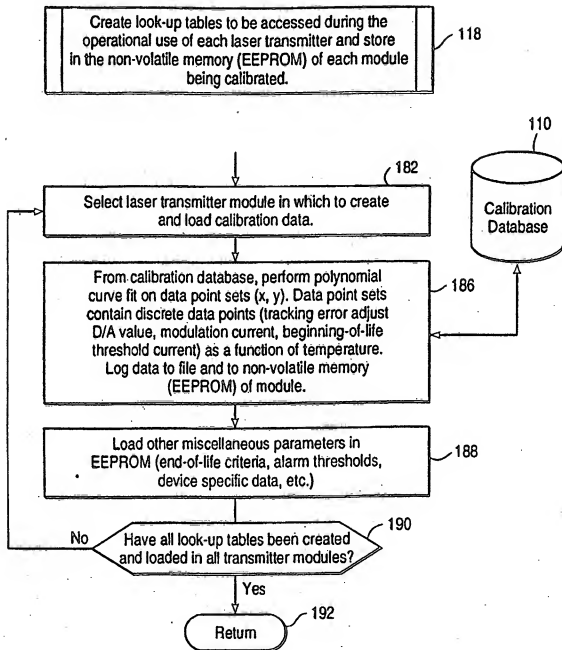 Create look-up tables to be accessed during the
operational use of each laser transmitter and store
in the non-volatile memory (EEPROM) of each module
being calibrated.
118
110
182
Select laser transmitter module in which to create
and load calibration data.
Calibration
Database
From calibration database, perform polynomial
curve fit on data point sets (x, y). Data point sets
contain discrete data points (tracking error adjust
D/A value, modulation current, beginning-of-life
threshold current) as a function of temperature.
Log data to file and to non-volatile memory
(EEPROM) of module.
186
Load other miscellaneous parameters in
EEPROM (end-of-life criteria, alarm thresholds,
device specific data, etc.)
188
190
No
Have all look-up tables been created
and loaded in all transmitter modules?
Yes
Return
192